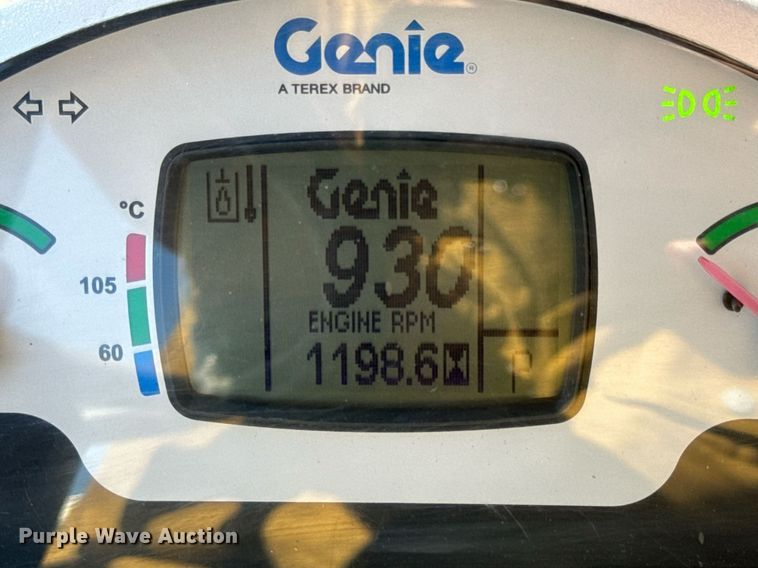 Genie®
A TEREX BRAND
°C
105
60
Genie
930
ENGINE RPM
1198.6
P
Purple Wave Auction